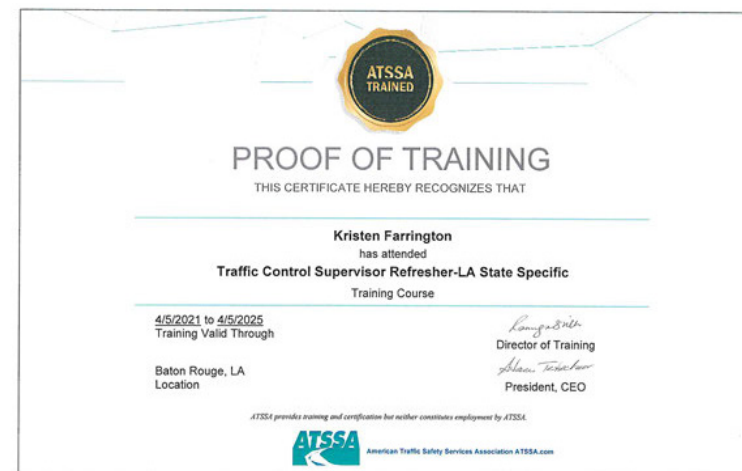 ATSSA
TRAINED
PROOF OF TRAINING
THIS CERTIFICATE HEREBY RECOGNIZES THAT
Kristen Farrington
has attended
Traffic Control Supervisor Refresher-LA State Specific
Training Course
4/5/2021 to 4/5/2025
Training Valid Through
Director of Training
Baton Rouge, LA
Location
President, CEO
ATSSA provides training and certification but neither constitutes employment by ATSSA.
ATSSA
American Traffic Safety Services Association ATSSA.com